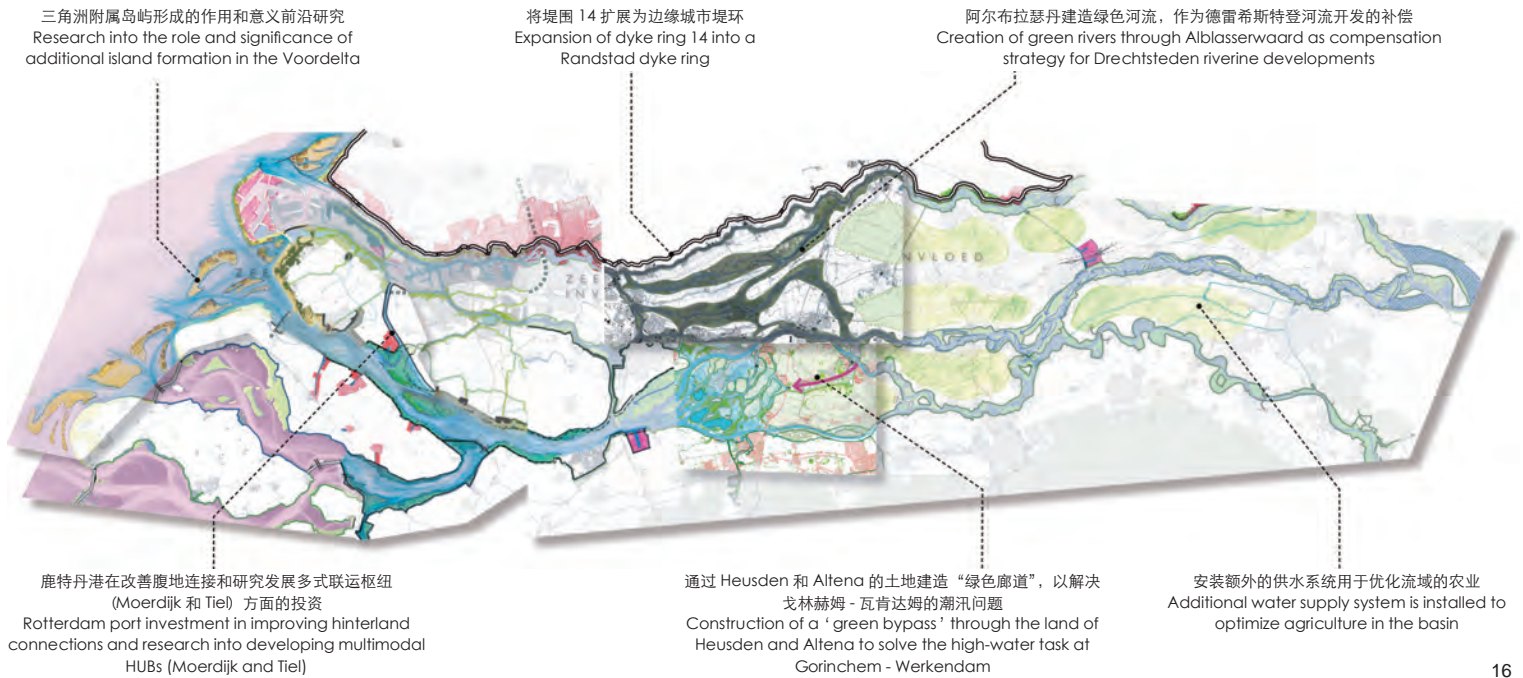 三角洲附属岛屿形成的作用和意义前沿研究
Research into the role and significance of
additional island formation in the Voordelta
将堤围 14 扩展为边缘城市堤环
Expansion of dyke ring 14 into a
Randstad dyke ring
阿尔布拉瑟丹建造绿色河流，作为德雷希斯特登河流开发的补偿
Creation of green rivers through Alblasserwaard as compensation
strategy for Drechtsteden riverine developments
ZEE
ZEE
INV
NVLOED
鹿特丹港在改善腹地连接和研究发展多式联运枢纽
(Moerdijk 和 Tiel）方面的投资
Rotterdam port investment in improving hinterland
connections and research into developing multimodal
HUBs (Moerdijk and Tiel)
通过 Heusden 和 Altena 的土地建造“绿色廊道”，以解决
戈林赫姆 - 瓦肯达姆的潮汛问题
Construction of a ‘ green bypass ’ through the land of
Heusden and Altena to solve the high-water task at
Gorinchem - Werkendam
安装额外的供水系统用于优化流域的农业
Additional water supply system is installed to
optimize agriculture in the basin
16